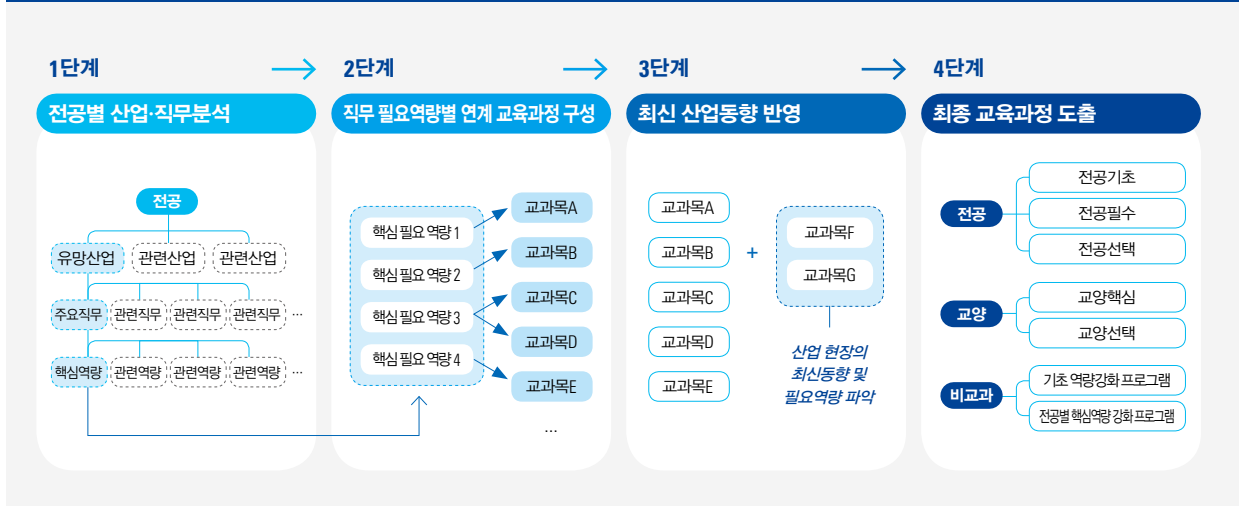 1단계
전공별 산업·직무분석
전공
유망산업 관련산업 관련산업
주요직무 관련직무 관련직무 관련직무 ...
핵심역량 관련역량 관련역량 관련역량 ...
2단계
직무 필요역량별 연계 교육과정 구성
핵심 필요 역량 1
핵심 필요 역량 2
핵심 필요 역량 3
핵심 필요 역량 4
교과목A
교과목B
교과목C
교과목D
교과목E
...
3단계
최신 산업동향 반영
교과목A
교과목B
교과목C
교과목D
교과목E
+
교과목F
교과목G
산업 현장의
최신동향 및
필요역량 파악
4단계
최종 교육과정 도출
전공
전공기초
전공필수
전공선택
교양
교양핵심
교양선택
비교과
기초 역량강화 프로그램
전공별 핵심역량 강화 프로그램